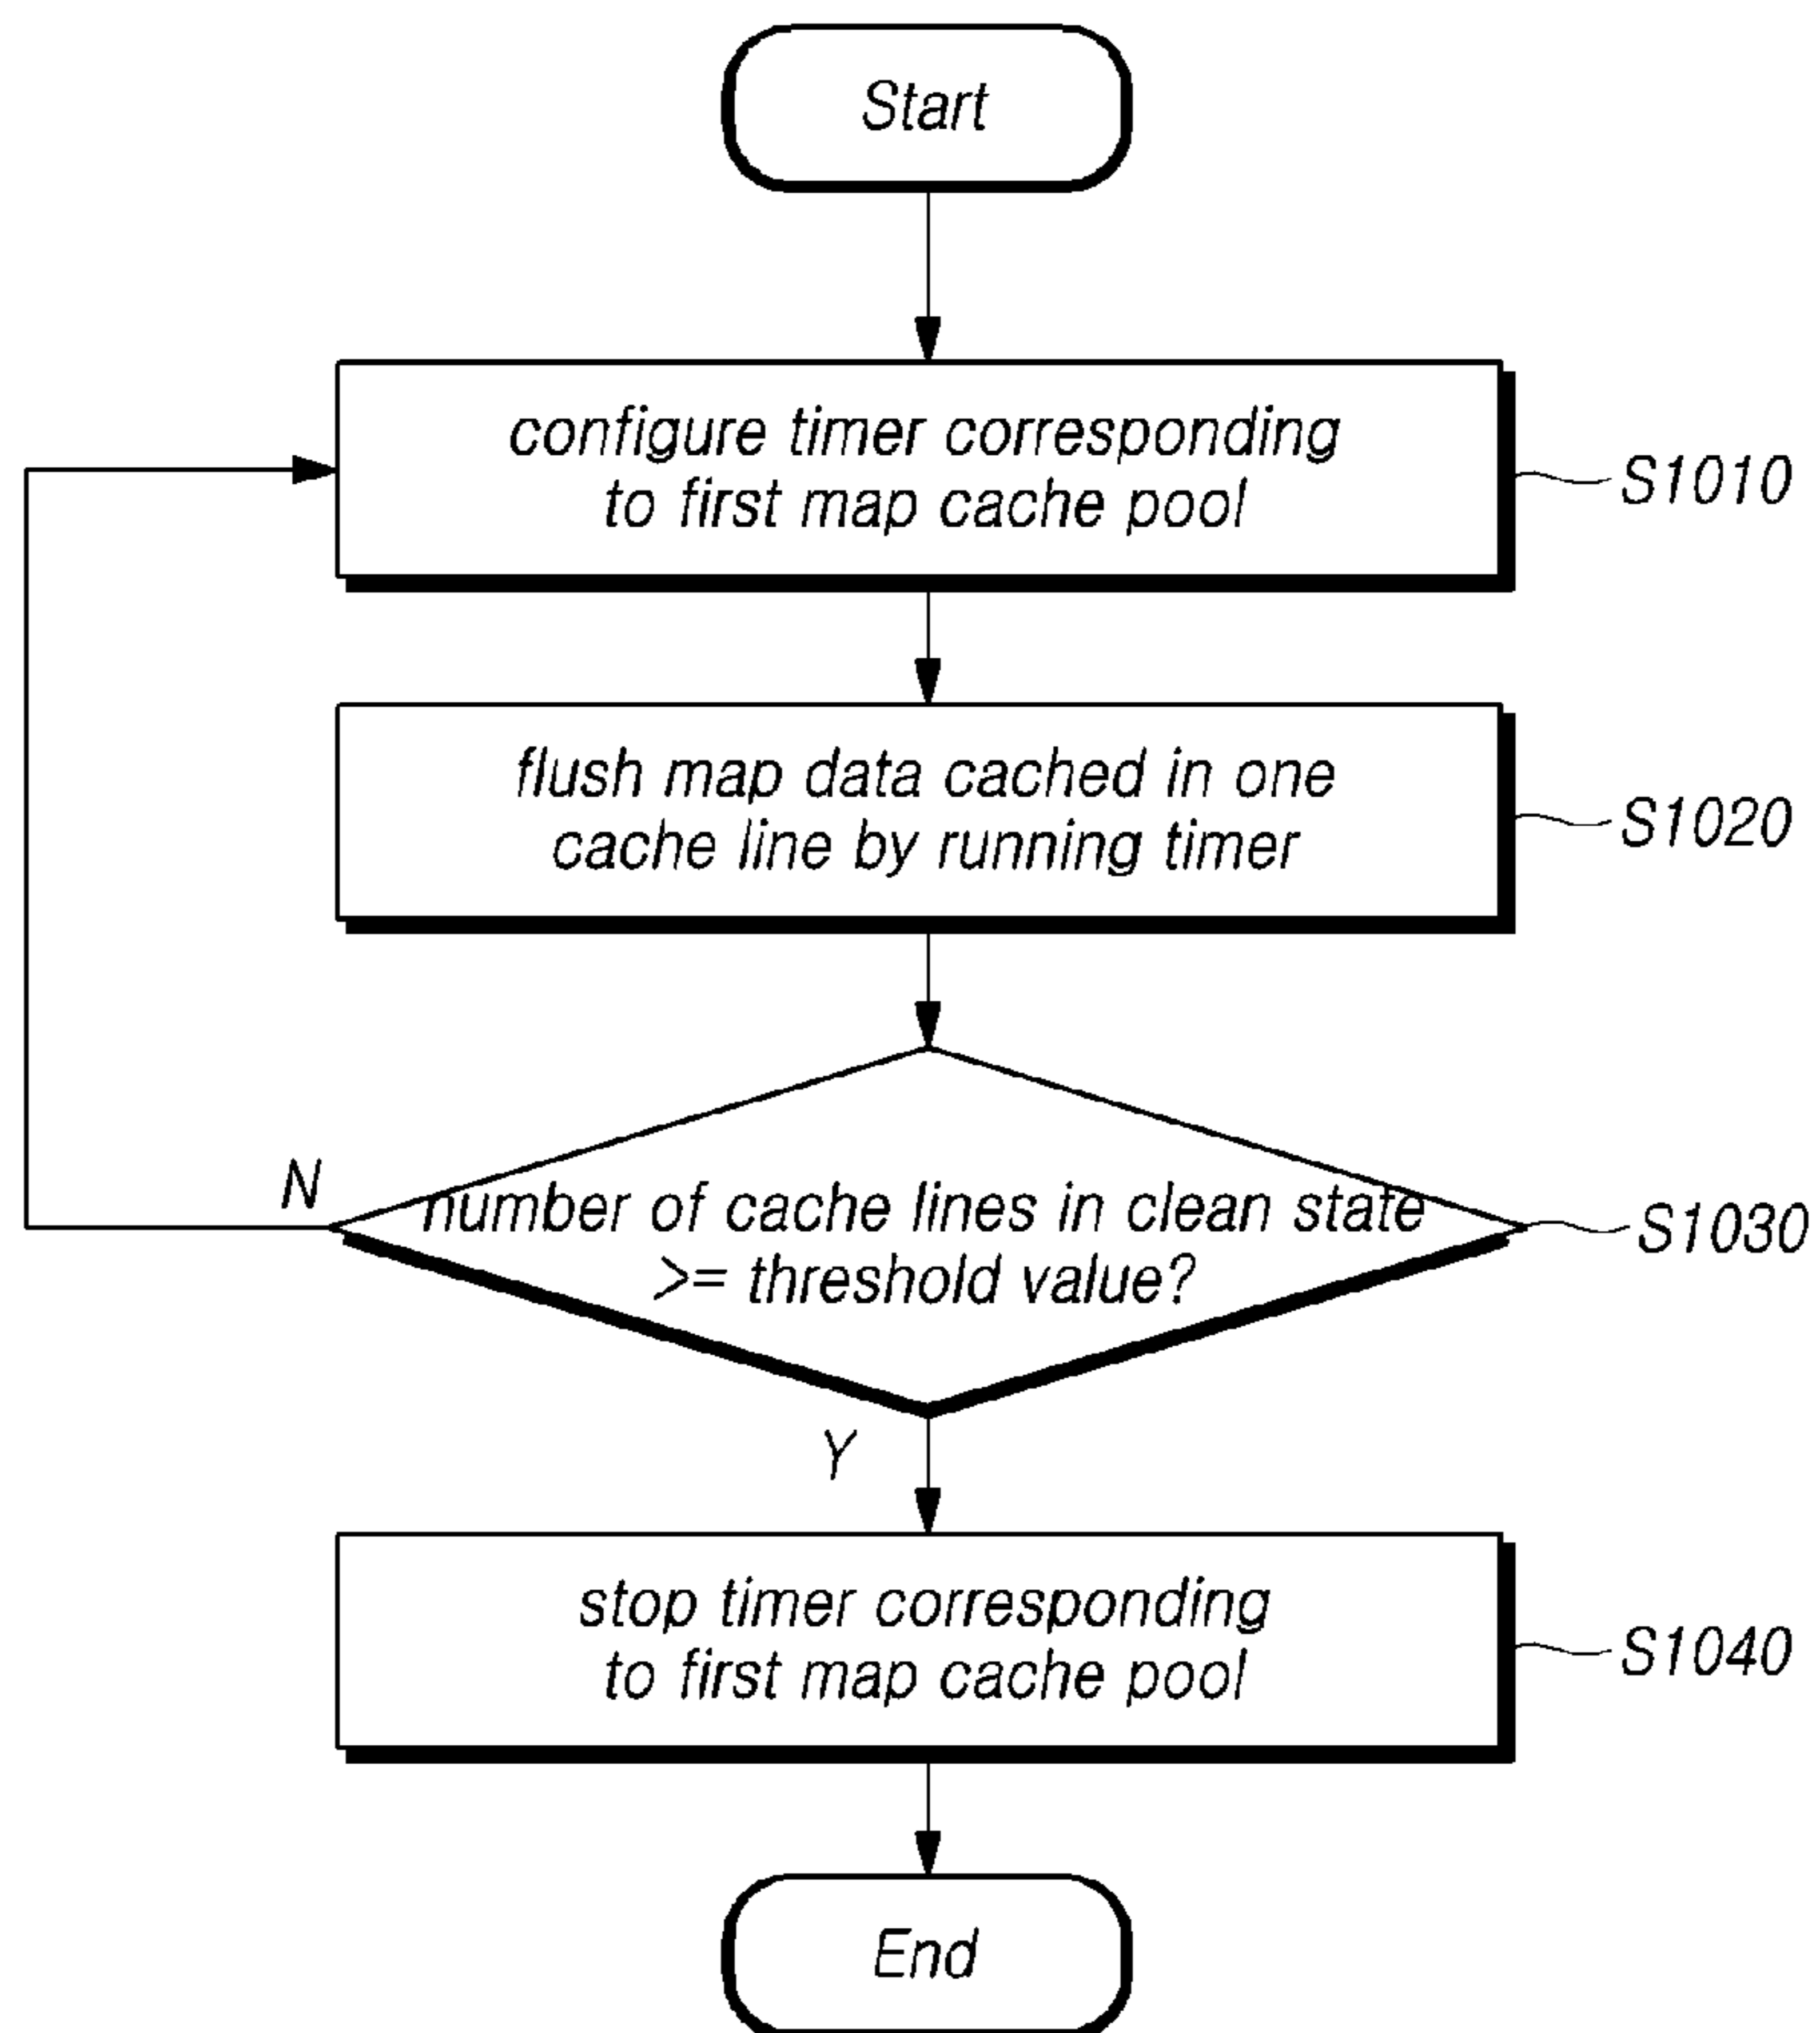 Start
configure timer corresponding
to first map cache pool
S1010
flush map data cached in one
cache line by running timer
S1020
N
number of cache lines in clean state
>= threshold value?
S1030
Y
stop timer corresponding
to first map cache pool
S1040
End